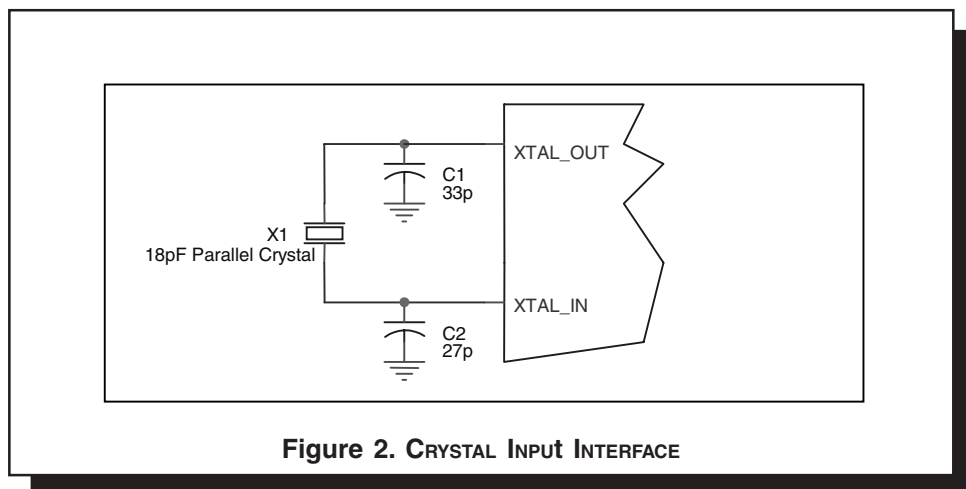 XTAL_OUT
C1
33p
X1
18pF Parallel Crystal
XTAL_IN
C2
27p
Figure 2. CRYSTAL INPUt INTERFACE